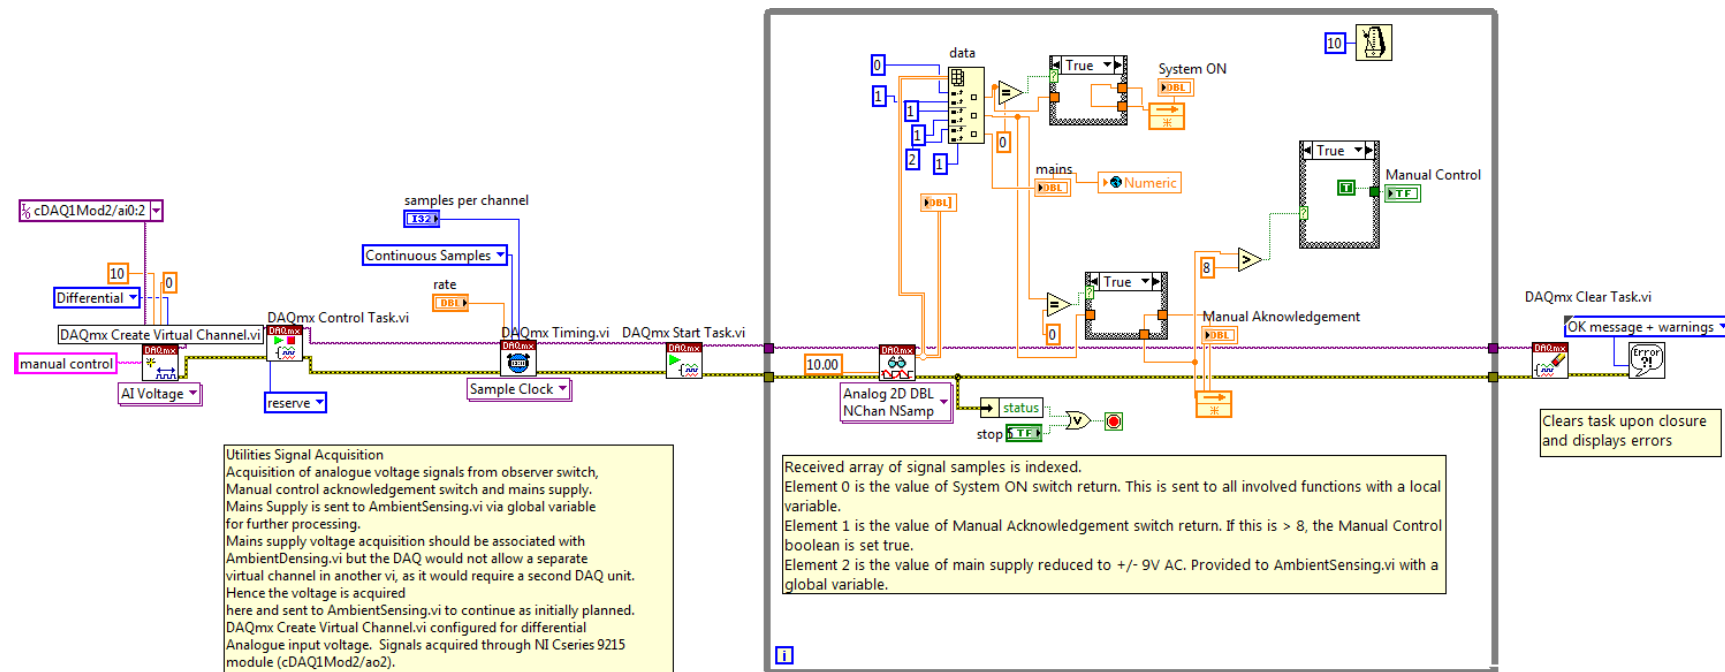 data
10
True
System ON
DBL
0
1
1
1
2
1
=
0
mains
DBL
Numeric
DBL]
True
T
Manual Control
TF
>
8
cDAQ1Mod2/ai0:2
samples per channel
I32
Continuous Samples
rate
DBL
10
0
Differential
DAQmx Create Virtual Channel.vi
manual control
DAQmx
AI Voltage
DAQmx Control Task.vi
DAQmx
reserve
DAQmx Timing.vi
DAQmx
Sample Clock
DAQmx Start Task.vi
DAQmx
10.00
DAQmx
Analog 2D DBL
NChan NSamp
True
=
0
Manual Aknowledgement
DBL
status
stop
TF
V
DAQmx Clear Task.vi
DAQmx
OK message + warnings
Error
?!
Clears task upon closure
and displays errors
Utilities Signal Acquisition
Acquisition of analogue voltage signals from observer switch,
Manual control acknowledgement switch and mains supply.
Mains Supply is sent to AmbientSensing.vi via global variable
for further processing.
Mains supply voltage acquisition should be associated with
AmbientDensing.vi but the DAQ would not allow a separate
virtual channel in another vi, as it would require a second DAQ unit.
Hence the voltage is acquired
here and sent to AmbientSensing.vi to continue as initially planned.
DAQmx Create Virtual Channel.vi configured for differential
Analogue input voltage.  Signals acquired through NI Cseries 9215
module (cDAQ1Mod2/ao2).
Received array of signal samples is indexed.
Element 0 is the value of System ON switch return. This is sent to all involved functions with a local
variable.
Element 1 is the value of Manual Acknowledgement switch return. If this is > 8, the Manual Control
boolean is set true.
Element 2 is the value of main supply reduced to +/- 9V AC. Provided to AmbientSensing.vi with a
global variable.
i